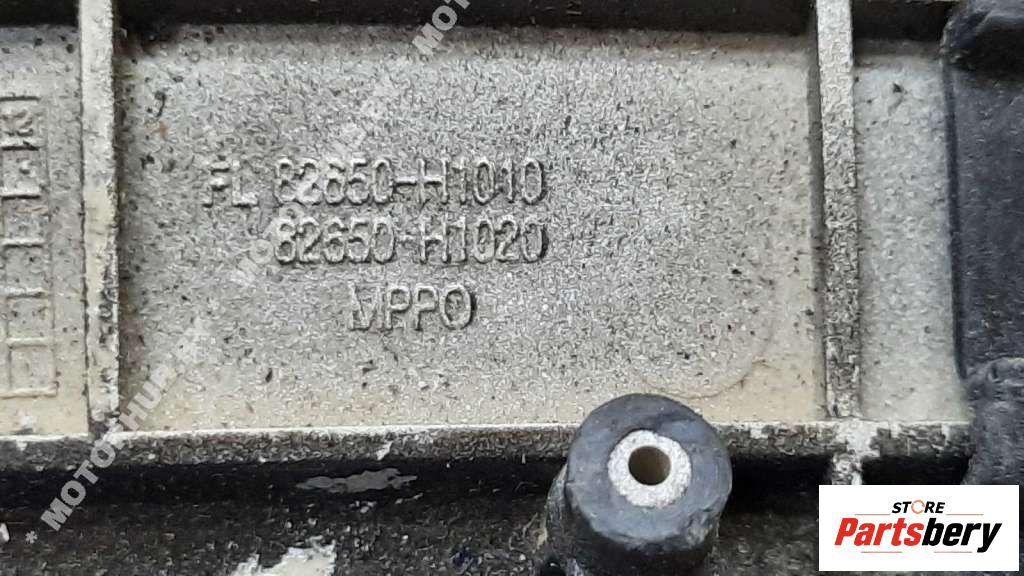 FL 82650-H1010
82650-H1020
MPPO
STORE
Partsbery